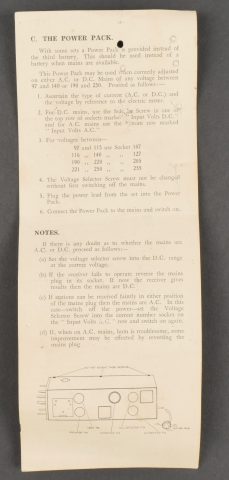 C. THE POWER PACK.
With some sets a Power Pack is provided instead of
the third battery. This should be used instead of a
battery when mains are available.
This Power Pack may be used when correctly adjusted
on either A.C. or D.C. Mains of any voltage between
97 and 140 or 190 and 250. Proceed as follows:—
1. Ascertain the type of current (A.C. or D.C.) and
the voltage by reference to the electric meter.
2. For D.C. mains, use the Selector Screw in one of
the top row of sockets marked "Input Volts D.C."
and for A.C. mains use the bottom row marked
"Input Volts A.C."
3. For voltages between—
97 and 115 use Socket 107
116 „ 140 „ „ 127
190 „ 220 „ „ 205
221 „ 250 „ „ 235
4. The Voltage Selector Screw must not be changed
without first switching off the mains.
5. Plug the power lead from the set into the Power
Pack.
6. Connect the Power Pack to the mains and switch on.
NOTES.
If there is any doubt as to whether the mains are
A.C. or D.C. proceed as follows:—
(a) Set the voltage selector screw into the D.C. range
at the correct voltage.
(b) If the receiver fails to operate reverse the mains
plug in its socket. If now the receiver gives
results then the mains are D.C.
(c) If stations can be received faintly in either position
of the mains plug then the mains are A.C. In this
case—switch off the power—set the Voltage
Selector Screw into the correct number socket on
the "Input Volts A.C." row and switch on again.
(d) If, when on A.C. mains, hum is troublesome, some
improvement may be effected by reversing the
mains plug.